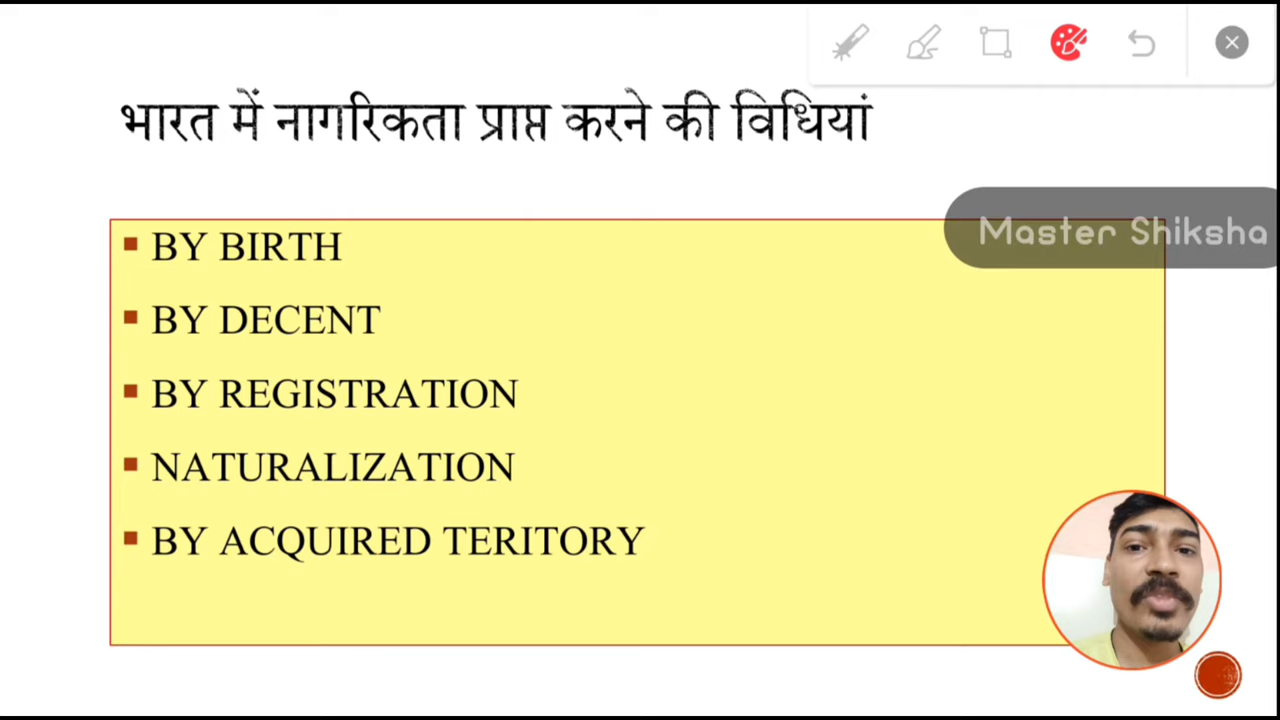 भारत में नागरिकता प्राप्त करने की विधियां
Master Shiksha
BY BIRTH
BY DECENT
BY REGISTRATION
NATURALIZATION
BY ACQUIRED TERITORY